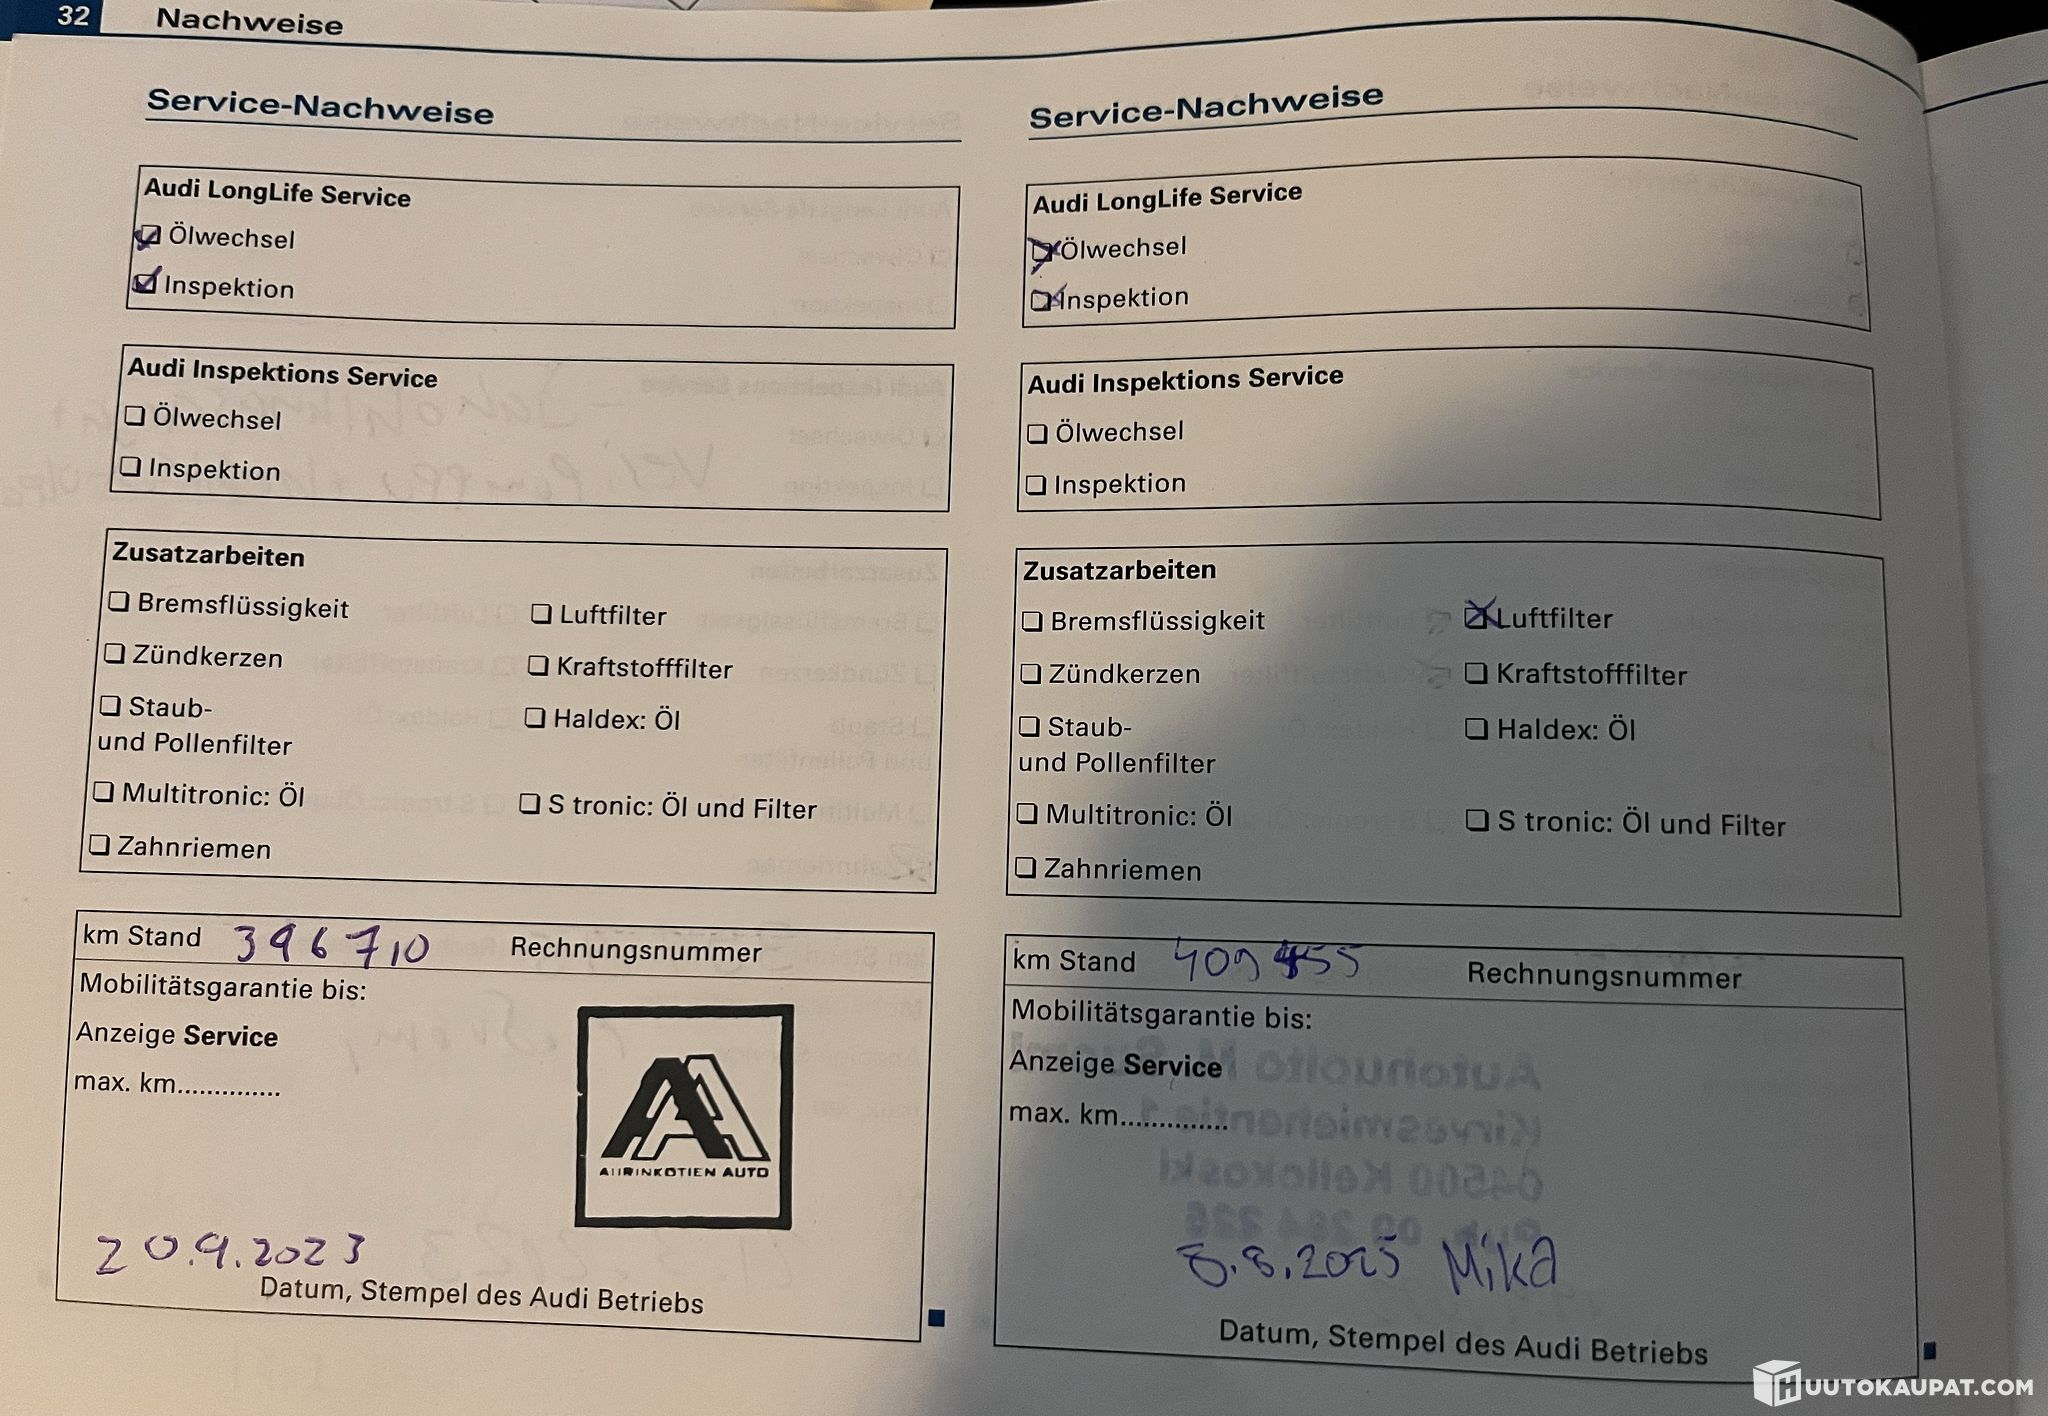 32 Nachweise
Service-Nachweise
Audi LongLife Service
Ölwechsel
Inspektion
Audi Inspektions Service
Ölwechsel
Inspektion
Zusatzarbeiten
Bremsflüssigkeit
Luftfilter
Zündkerzen
Kraftstofffilter
Staub-
und Pollenfilter
Haldex: Öl
Multitronic: Öl
S tronic: Öl und Filter
Zahnriemen
km Stand 396710 Rechnungsnummer
Mobilitätsgarantie bis:
Anzeige Service
max. km..............
AIIRINKOTIEN AUTO
20.9.2023
Datum, Stempel des Audi Betriebs
Service-Nachweise
Audi LongLife Service
Ölwechsel
Inspektion
Audi Inspektions Service
Ölwechsel
Inspektion
Zusatzarbeiten
Bremsflüssigkeit
Luftfilter
Zündkerzen
Kraftstofffilter
Staub-
und Pollenfilter
Haldex: Öl
Multitronic: Öl
S tronic: Öl und Filter
Zahnriemen
km Stand 409455 Rechnungsnummer
Mobilitätsgarantie bis:
Anzeige Service
max. km..............
8.8.2025 Mika
Datum, Stempel des Audi Betriebs
HUUTOKAUPAT.COM